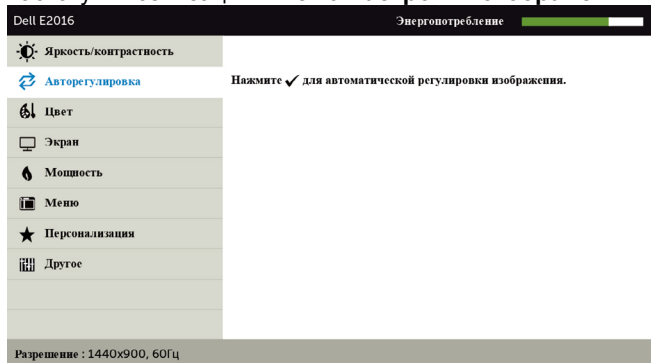 Dell E2016
Энергопотребление
Яркость/контрастность
Авторегулировка
Нажмите ✓ для автоматической регулировки изображения.
Цвет
Экран
Мощность
Меню
Персонализация
Другое
Разрешение : 1440x900, 60Гц